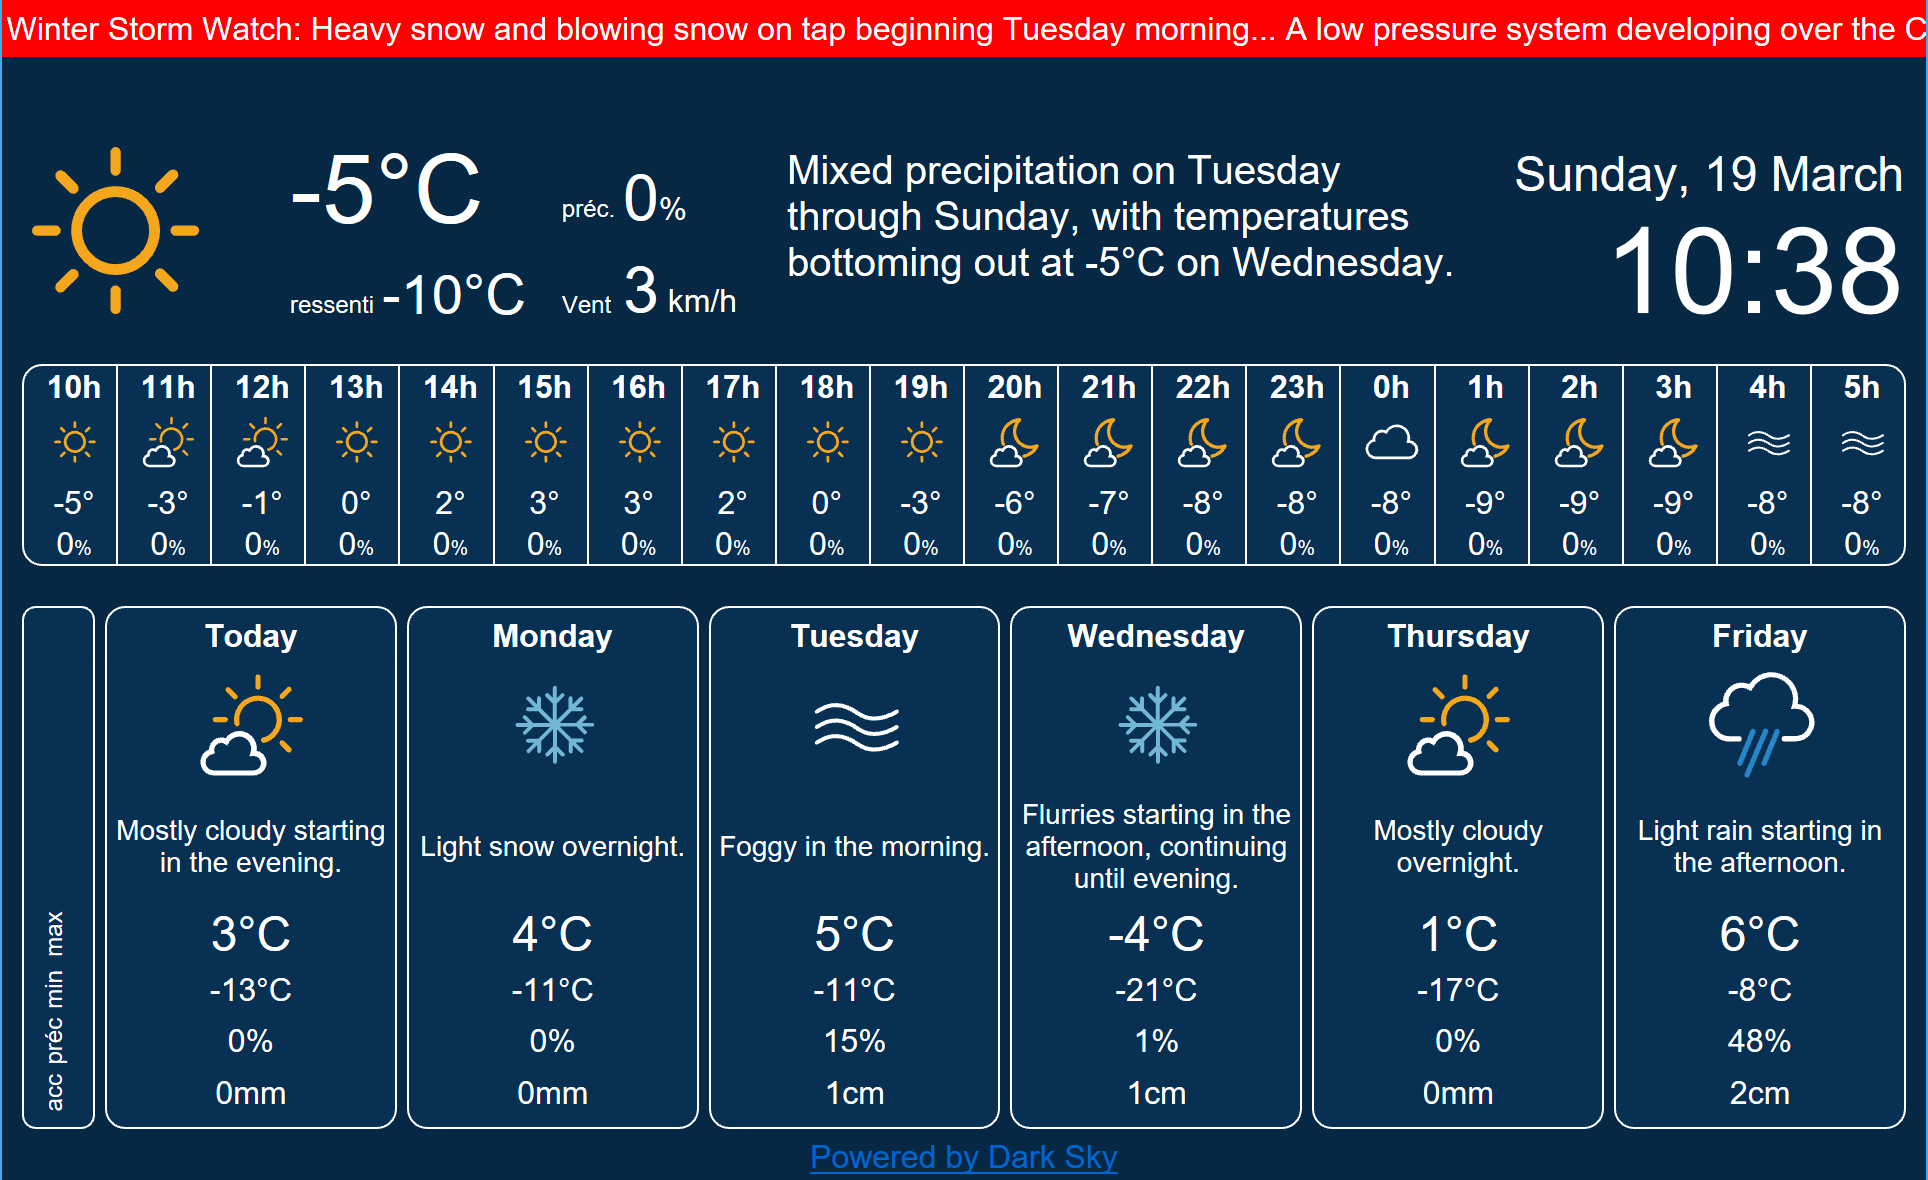 Winter Storm Watch: Heavy snow and blowing snow on tap beginning Tuesday morning... A low pressure system developing over the C
-5°C
préc. 0%
ressenti -10°C
Vent 3 km/h
Mixed precipitation on Tuesday
through Sunday, with temperatures
bottoming out at -5°C on Wednesday.
Sunday, 19 March
10:38
10h 11h 12h 13h 14h 15h 16h 17h 18h 19h 20h 21h 22h 23h 0h 1h 2h 3h 4h 5h
-5° -3° -1° 0° 2° 3° 3° 2° 0° -3° -6° -7° -8° -8° -8° -9° -9° -9° -8° -8°
0% 0% 0% 0% 0% 0% 0% 0% 0% 0% 0% 0% 0% 0% 0% 0% 0% 0% 0% 0%
acc préc min max
Today
Mostly cloudy starting
in the evening.
3°C
-13°C
0%
0mm
Monday
Light snow overnight.
4°C
-11°C
0%
0mm
Tuesday
Foggy in the morning.
5°C
-11°C
15%
1cm
Wednesday
Flurries starting in the
afternoon, continuing
until evening.
-4°C
-21°C
1%
1cm
Thursday
Mostly cloudy
overnight.
1°C
-17°C
0%
0mm
Friday
Light rain starting in
the afternoon.
6°C
-8°C
48%
2cm
Powered by Dark Sky